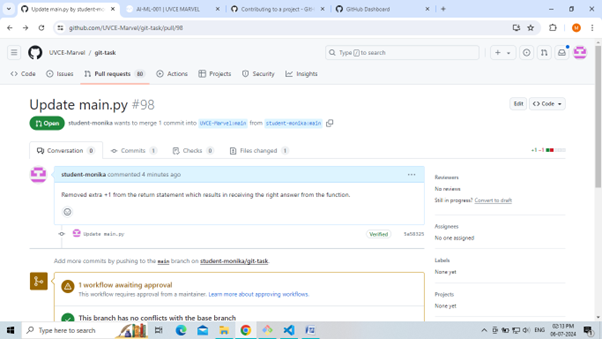 Update main.py by student-mon
AI-ML-001 | UVCE MARVEL
Contributing to a project - GitH
GitHub Dashboard
github.com/UVCE-Marvel/git-task/pull/98
UVCE-Marvel / git-task
Type / to search
Code
Issues
Pull requests 80
Actions
Projects
Security
Insights
Update main.py #98
Edit
Code
Open
student-monika wants to merge 1 commit into UVCE-Marvel:main from student-monika:main
Conversation 0
Commits 1
Checks 0
Files changed 1
+1 -1
student-monika commented 4 minutes ago
Removed extra +1 from the return statement which results in receiving the right answer from the function.
Update main.py
Verified
Add more commits by pushing to the main branch on student-monika/git-task.
1 workflow awaiting approval
This workflow requires approval from a maintainer. Learn more about approving workflows.
This branch has no conflicts with the base branch
Reviewers
No reviews
Still in progress? Convert to draft
Assignees
No one assigned
Labels
None yet
Projects
None yet
Type here to search
ENG
02:13 PM
06-07-2024